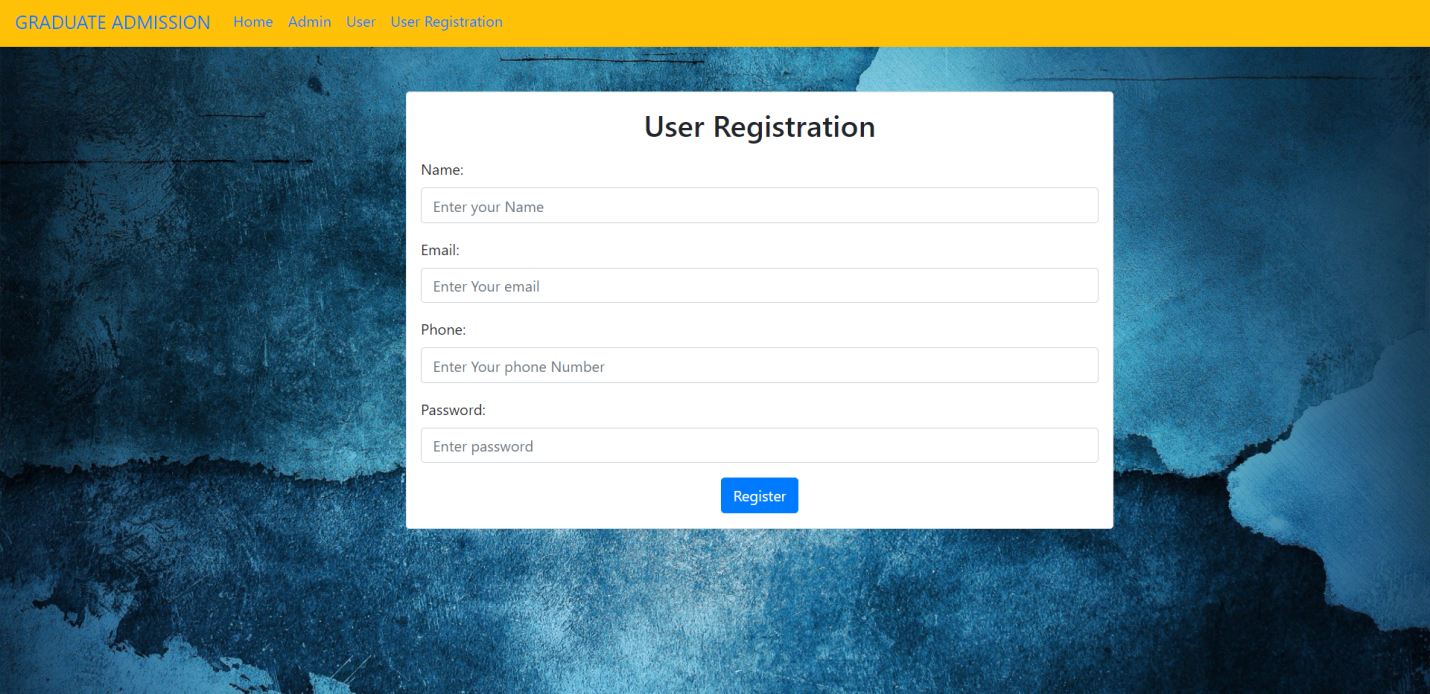 GRADUATE ADMISSION Home Admin User User Registration
User Registration
Name:
Enter your Name
Email:
Enter Your email
Phone:
Enter Your phone Number
Password:
Enter password
Register